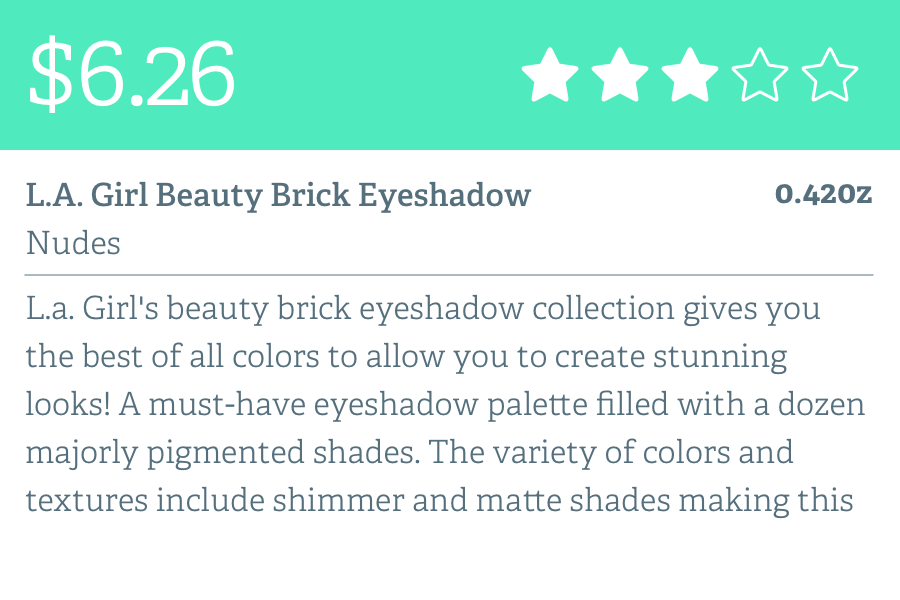 $6.26
L.A. Girl Beauty Brick Eyeshadow
0.42oz
Nudes
L.a. Girl's beauty brick eyeshadow collection gives you
the best of all colors to allow you to create stunning
looks! A must-have eyeshadow palette filled with a dozen
majorly pigmented shades. The variety of colors and
textures include shimmer and matte shades making this